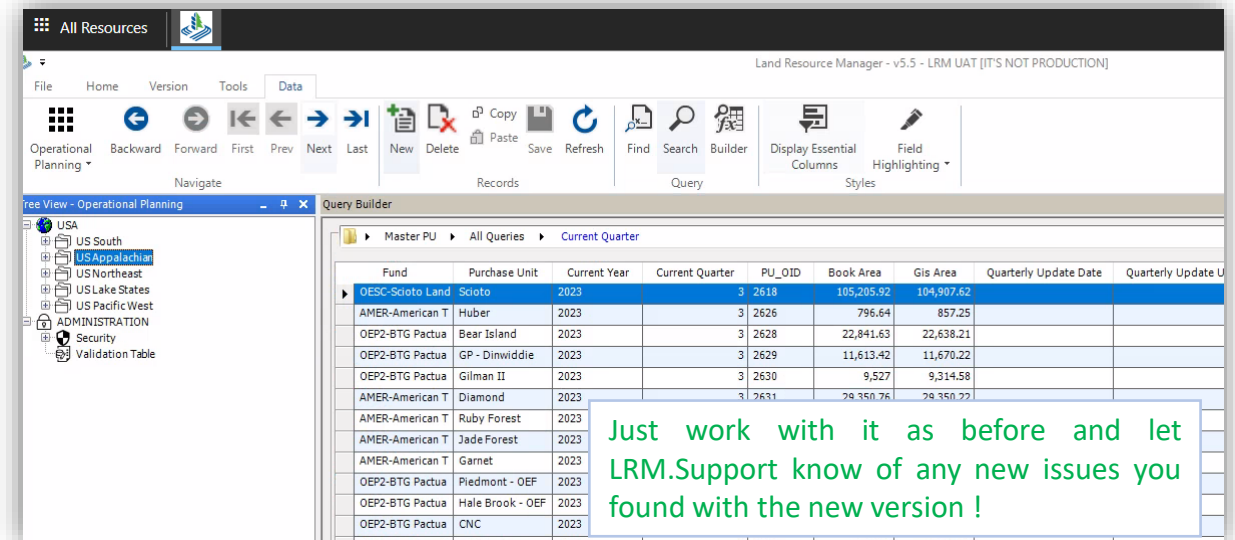 All Resources
Land Resource Manager - v5.5 - LRM UAT [IT'S NOT PRODUCTION]
File Home Version Tools Data
Operational Planning Backward Forward First Prev Next Last New Delete Copy Paste Save Refresh Find Search Builder Display Essential Columns Field Highlighting
Navigate Records Query Styles
Tree View - Operational Planning
USA
US South
US Appalachian
US Northeast
US Lake States
US Pacific West
ADMINISTRATION
Security
Validation Table
Query Builder
Master PU All Queries Current Quarter
Fund Purchase Unit Current Year Current Quarter PU_OID Book Area Gis Area Quarterly Update Date Quarterly Update U
OESC-Scioto Land Scioto 2023 3 2618 105,205.92 104,907.62
AMER-American T Huber 2023 3 2626 796.64 857.25
OEP2-BTG Pactua Bear Island 2023 3 2628 22,841.63 22,638.21
OEP2-BTG Pactua GP - Dinwiddie 2023 3 2629 11,613.42 11,670.22
OEP2-BTG Pactua Gilman II 2023 3 2630 9,527 9,314.58
AMER-American T Diamond 2023 3 2631 29,350.76 29,350.22
AMER-American T Ruby Forest 2023
AMER-American T Jade Forest 2023
AMER-American T Garnet 2023
OEP2-BTG Pactua Piedmont - OEF 2023
OEP2-BTG Pactua Hale Brook - OEF 2023
OEP2-BTG Pactua CNC 2023
Just work with it as before and let
LRM.Support know of any new issues you
found with the new version !